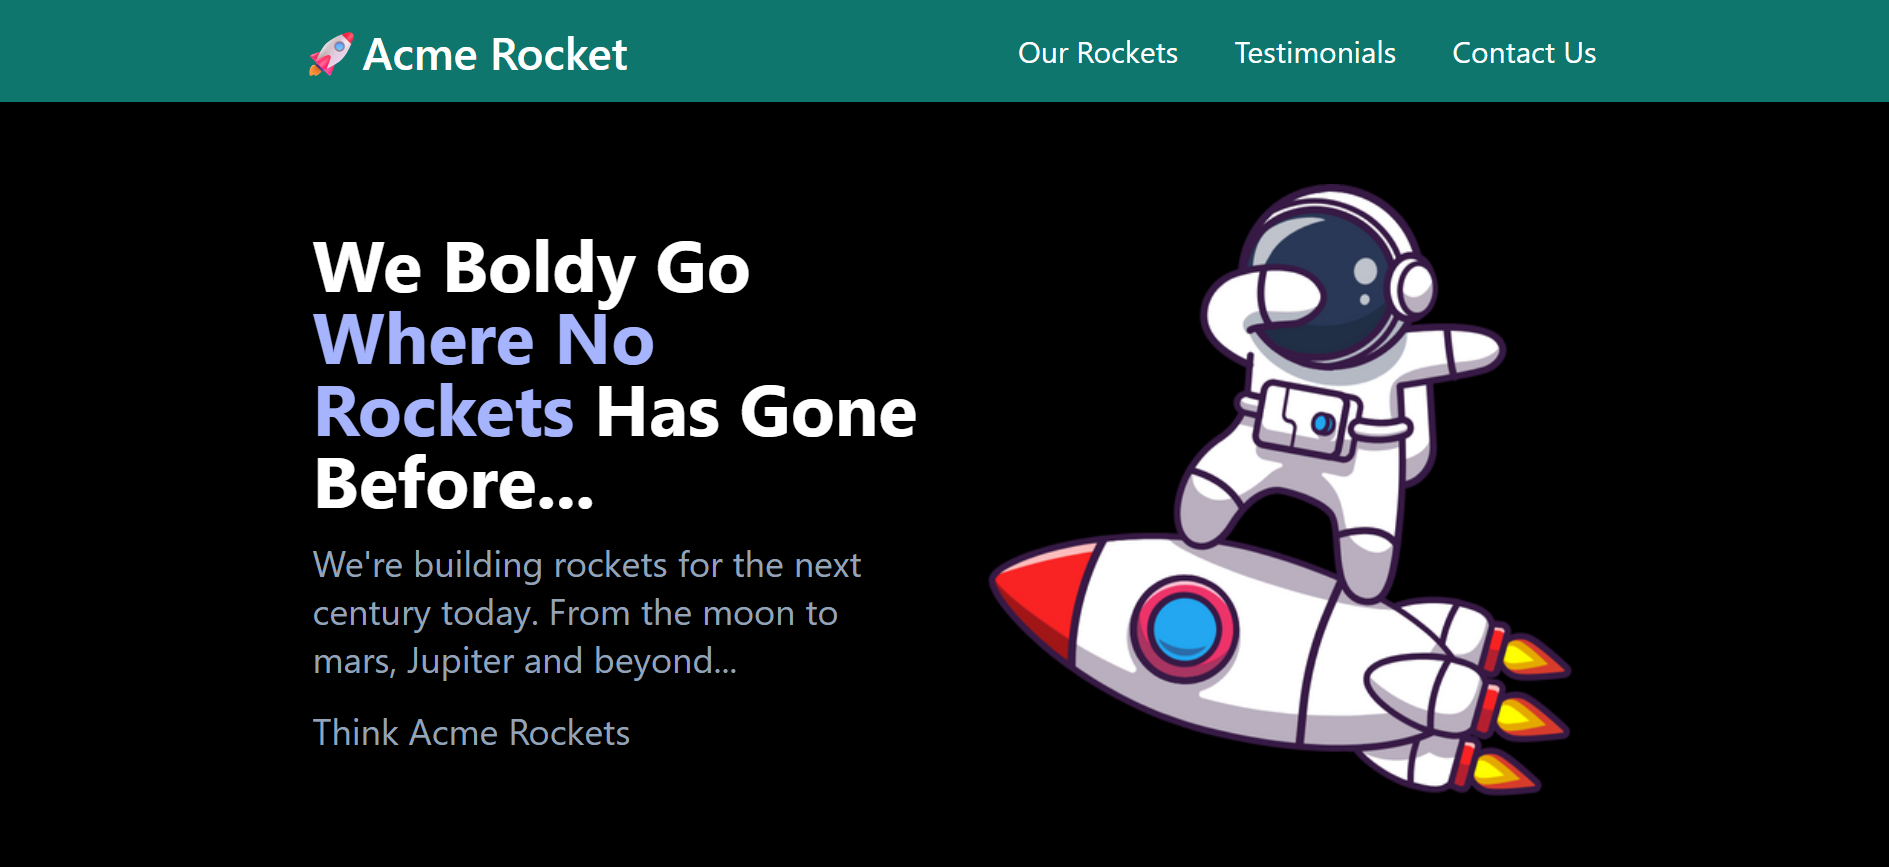 🚀 Acme Rocket
Our Rockets Testimonials Contact Us
We Boldy Go
Where No
Rockets Has Gone
Before...
We're building rockets for the next
century today. From the moon to
mars, Jupiter and beyond...
Think Acme Rockets